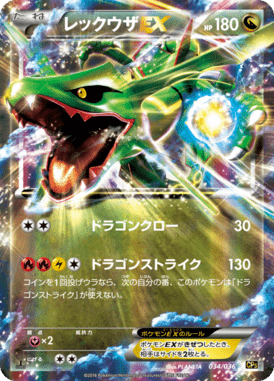 レックウザEX HP180
ドラゴンクロー 30
ドラゴンストライク 130
コインを1回投げウラなら、次の自分の番、このポケモンは「ドラ
ゴンストライク」が使えない。
×2
ポケモンEXのルール
ポケモンEXがきぜつしたとき、
相手はサイドを2枚とる。
Illus. PLANETA
034/036